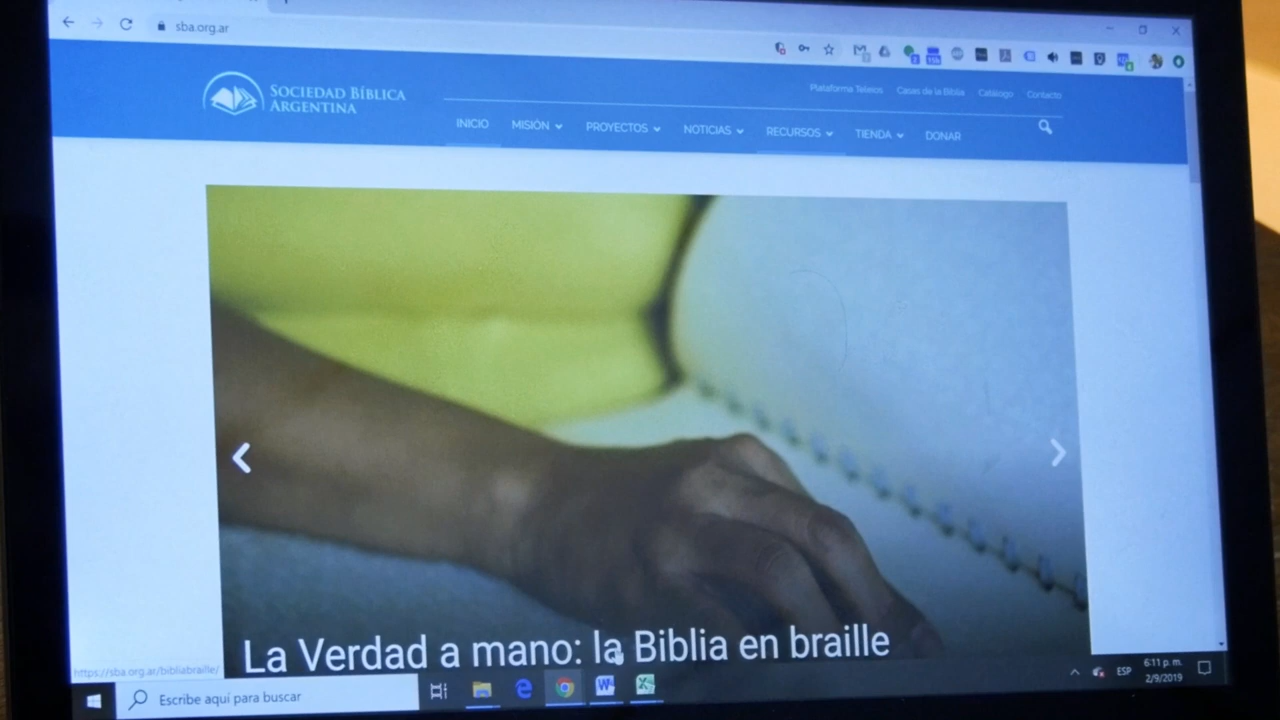 sba.org.ar
SOCIEDAD BÍBLICA
ARGENTINA
Plataforma Teleios Casas de la Biblia Catálogo Contacto
INICIO MISIÓN PROYECTOS NOTICIAS RECURSOS TIENDA DONAR
La Verdad a mano: la Biblia en braille
https://sba.org.ar/bibliabraille/
Escribe aquí para buscar
ESP
6:11 p. m.
2/9/2019